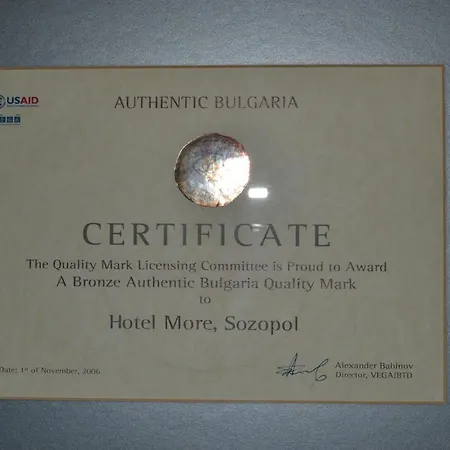 USAID
AUTHENTIC BULGARIA
CERTIFICATE
The Quality Mark Licensing Committee is Proud to Award
A Bronze Authentic Bulgaria Quality Mark
to
Hotel More, Sozopol
Date: 1st of November, 2006
Alexander Babinov
Director, VEGA/BTD